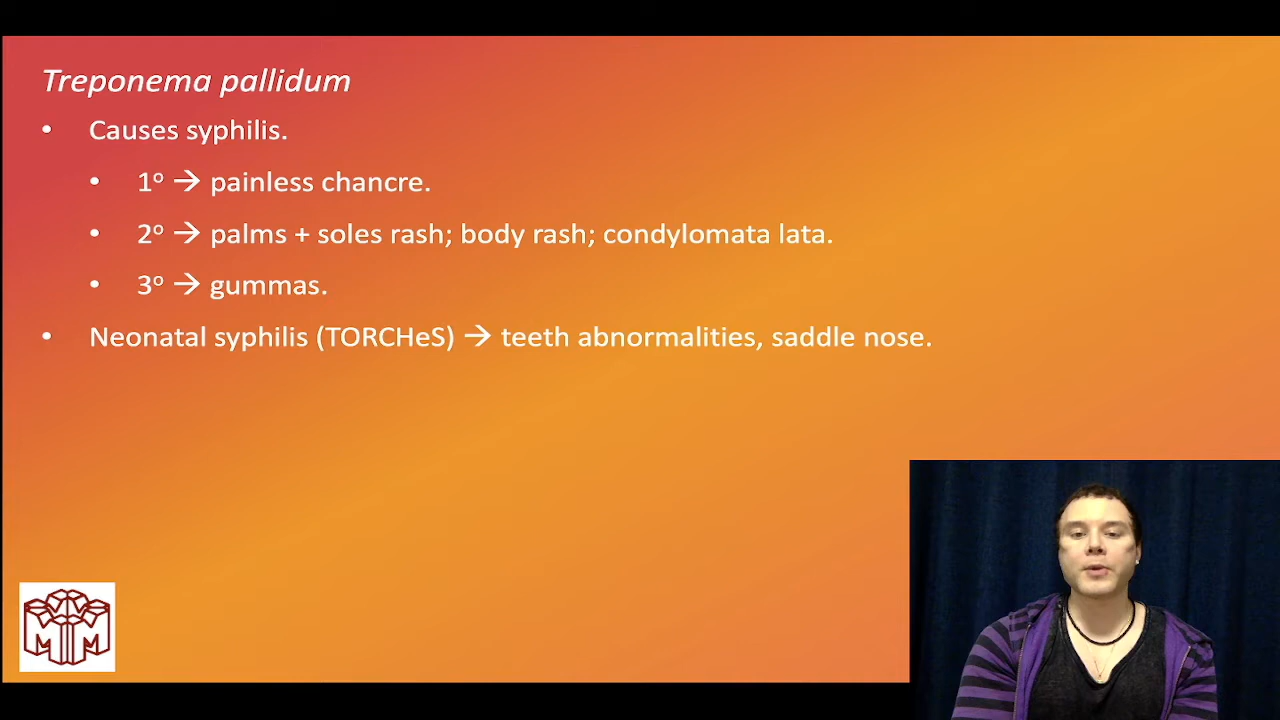 Treponema pallidum
• Causes syphilis.
• 1º → painless chancre.
• 2º → palms + soles rash; body rash; condylomata lata.
• 3º → gummas.
• Neonatal syphilis (TORCHeS) → teeth abnormalities, saddle nose.
M M